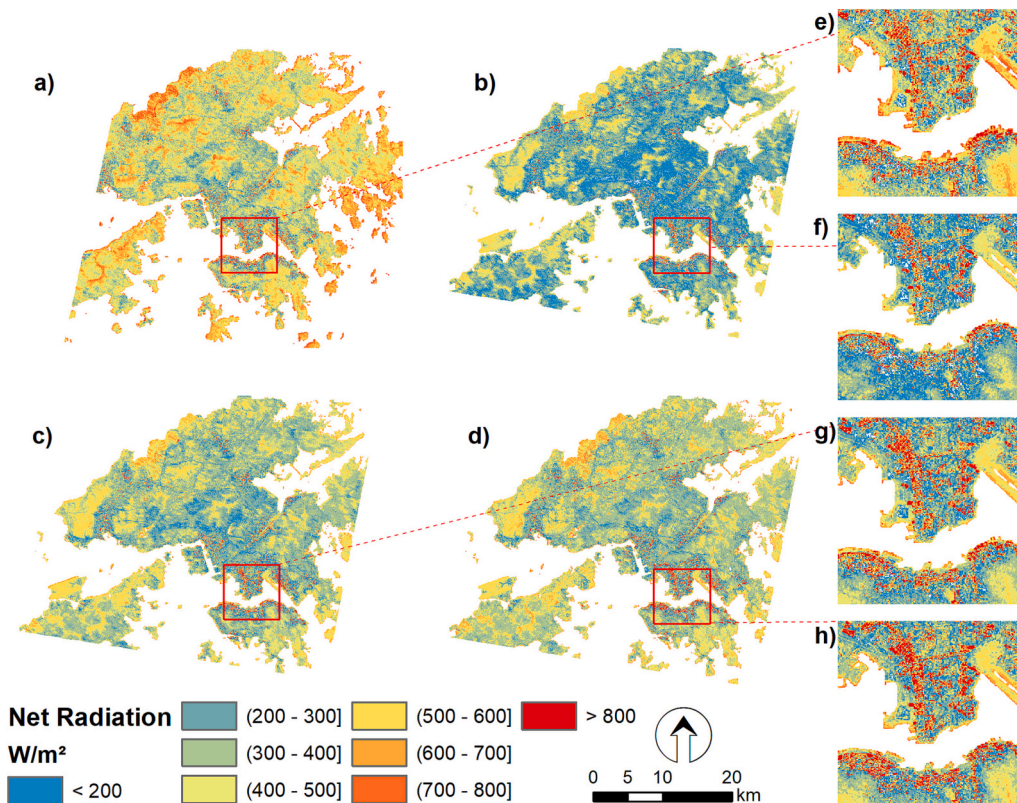 a)
b)
c)
d)
e)
f)
g)
h)
Net Radiation
W/m²
< 200
(200 - 300]
(300 - 400]
(400 - 500]
(500 - 600]
(600 - 700]
(700 - 800]
> 800
0 5 10 20
km